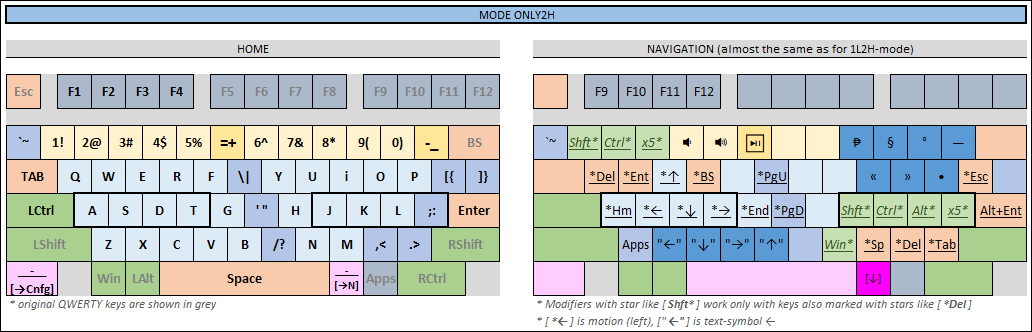 MODE ONLY2H
HOME
NAVIGATION (almost the same as for 1L2H-mode)
Esc F1 F2 F3 F4 F5 F6 F7 F8 F9 F10 F11 F12
`~ 1! 2@ 3# 4$ 5% =+ 6^ 7& 8* 9( 0) -_ BS
TAB Q W E R F \| Y U i O P [{ ]}
LCtrl A S D T G ' " H J K L ;: Enter
LShift Z X C V B /? N M ,< .> RShift
- [→Cnfg] Win LAlt Space - [→N] Apps RCtrl
* original QWERTY keys are shown in grey
F9 F10 F11 F12
`~ Shft* Ctrl* x5* ₱ § ° —
*Del *Ent *↑ *BS *PgU « » • *Esc
*Hm *← *↓ *→ *End *PgD Shft* Ctrl* Alt* x5* Alt+Ent
Apps "←" "↓" "→" "↑" Win* *Sp *Del *Tab
[↓]
* Modifiers with star like [ Shft* ] work only with keys also marked with stars like [ *Del ]
* [ *← ] is motion (left), [" ←" ] is text-symbol ←